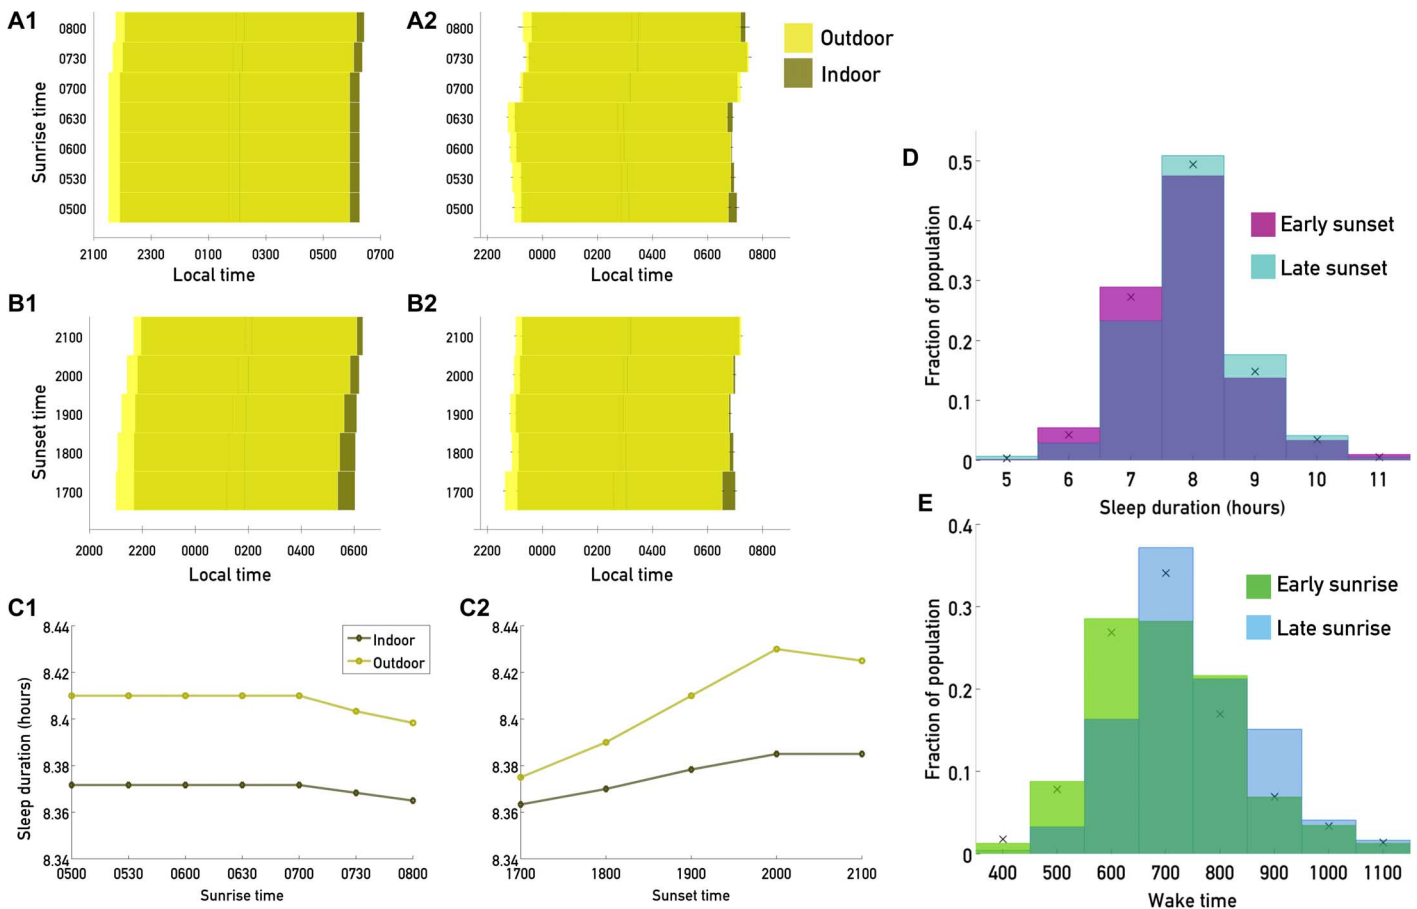 A1
Sunrise time
0800
0730
0700
0630
0600
0530
0500
2100 2300 0100 0300 0500 0700
Local time
A2
0800
0730
0700
0630
0600
0530
0500
2200 0000 0200 0400 0600 0800
Local time
Outdoor
Indoor
B1
Sunset time
2100
2000
1900
1800
1700
2000 2200 0000 0200 0400 0600
Local time
B2
2100
2000
1900
1800
1700
2200 0000 0200 0400 0600 0800
Local time
C1
Sleep duration (hours)
8.44
8.42
8.4
8.38
8.36
8.34
Indoor
Outdoor
0500 0530 0600 0630 0700 0730 0800
Sunrise time
C2
8.44
8.42
8.4
8.38
8.36
8.34
1700 1800 1900 2000 2100
Sunset time
D
Fraction of population
0.5
0.4
0.3
0.2
0.1
0
Early sunset
Late sunset
5 6 7 8 9 10 11
Sleep duration (hours)
E
Fraction of population
0.4
0.3
0.2
0.1
0
Early sunrise
Late sunrise
400 500 600 700 800 900 1000 1100
Wake time